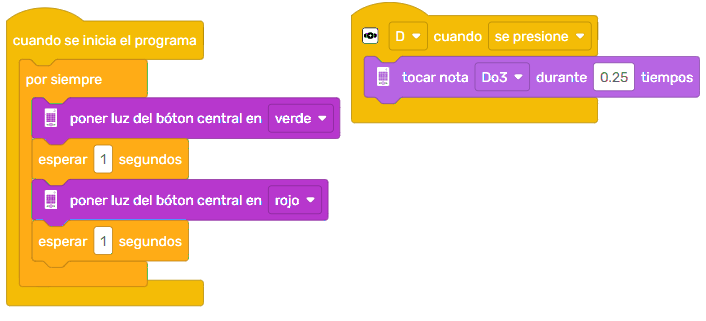 cuando se inicia el programa
por siempre
poner luz del bóton central en verde
esperar 1 segundos
poner luz del bóton central en rojo
esperar 1 segundos
D cuando se presione
tocar nota Do3 durante 0.25 tiempos